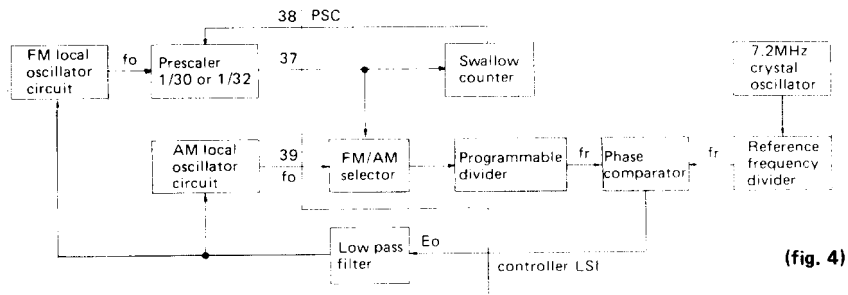 38 PSC
FM local
oscillator
circuit
fo
Prescaler
1/30 or 1/32
37
Swallow
counter
7.2MHz
crystal
oscillator
AM local
oscillator
circuit
39
fo
FM/AM
selector
Programmable
divider
fr
Phase
comparator
fr
Reference
frequency
divider
Low pass
filter
Eo
controller LSI
(fig. 4)